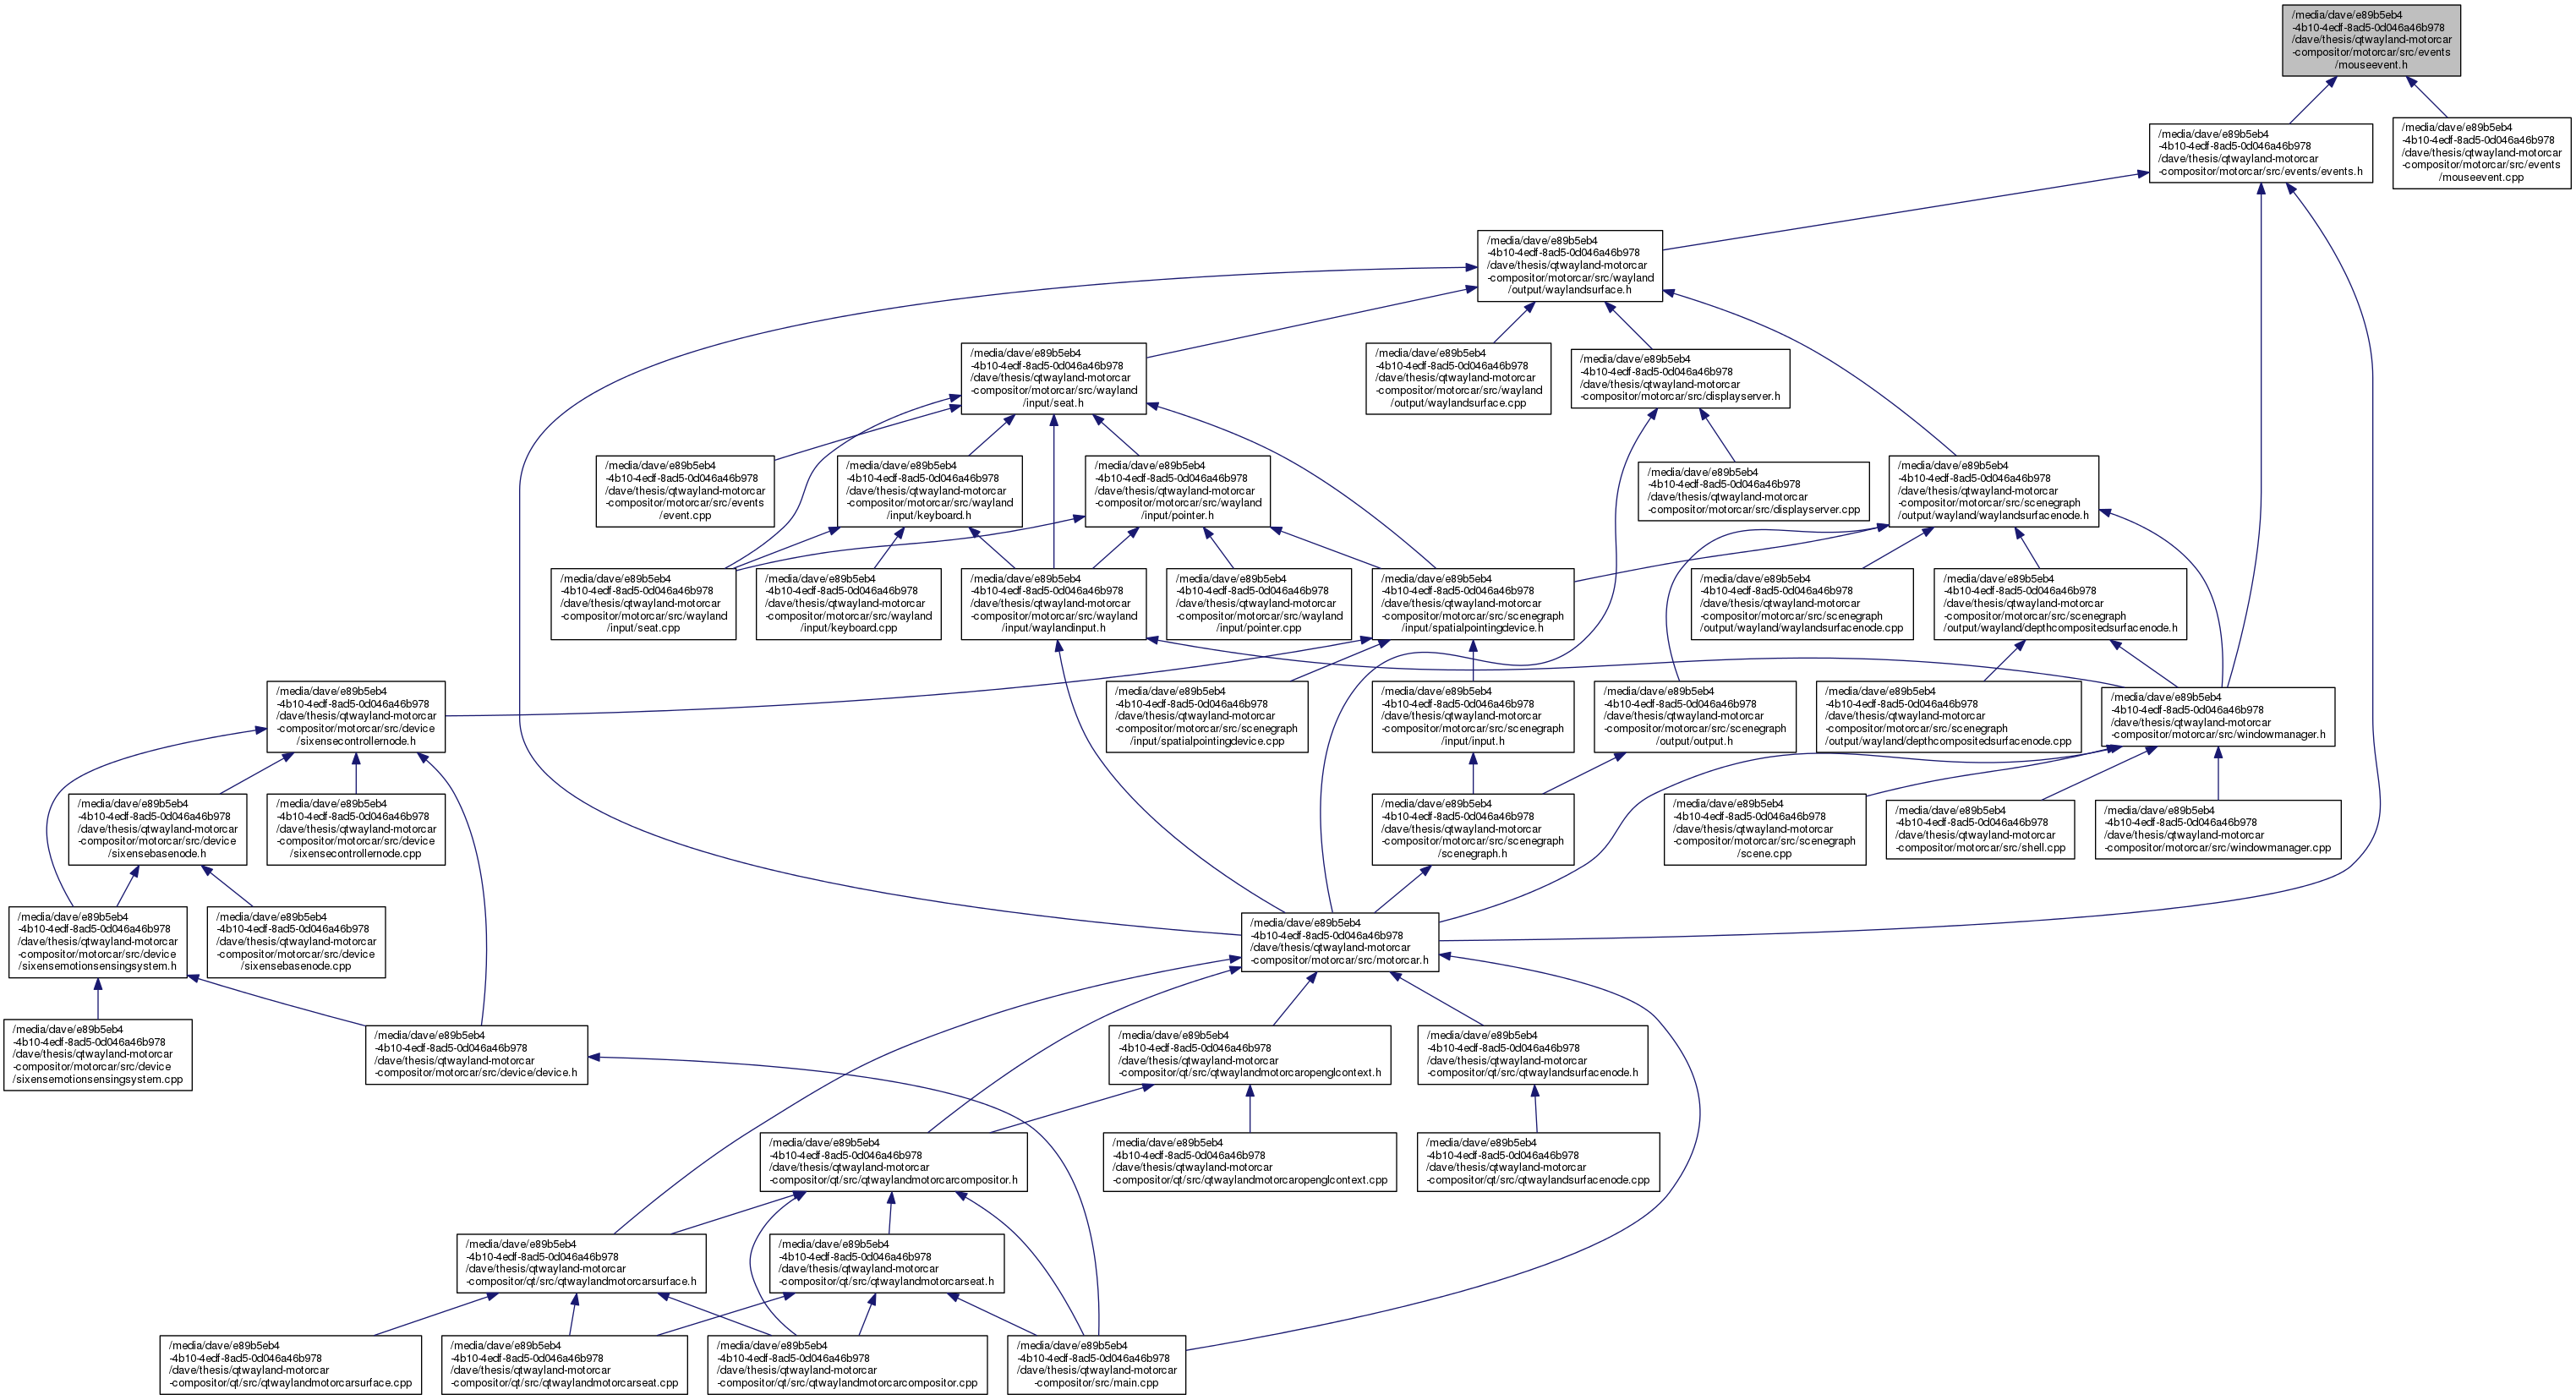 /media/dave/e89b5eb4
-4b10-4edf-8ad5-0d046a46b978
/dave/thesis/qtwayland-motorcar
-compositor/motorcar/src/events
/mouseevent.h
/media/dave/e89b5eb4
-4b10-4edf-8ad5-0d046a46b978
/dave/thesis/qtwayland-motorcar
-compositor/motorcar/src/events/events.h
/media/dave/e89b5eb4
-4b10-4edf-8ad5-0d046a46b978
/dave/thesis/qtwayland-motorcar
-compositor/motorcar/src/events
/mouseevent.cpp
/media/dave/e89b5eb4
-4b10-4edf-8ad5-0d046a46b978
/dave/thesis/qtwayland-motorcar
-compositor/motorcar/src/wayland
/output/waylandsurface.h
/media/dave/e89b5eb4
-4b10-4edf-8ad5-0d046a46b978
/dave/thesis/qtwayland-motorcar
-compositor/motorcar/src/wayland
/input/seat.h
/media/dave/e89b5eb4
-4b10-4edf-8ad5-0d046a46b978
/dave/thesis/qtwayland-motorcar
-compositor/motorcar/src/wayland
/output/waylandsurface.cpp
/media/dave/e89b5eb4
-4b10-4edf-8ad5-0d046a46b978
/dave/thesis/qtwayland-motorcar
-compositor/motorcar/src/displayserver.h
/media/dave/e89b5eb4
-4b10-4edf-8ad5-0d046a46b978
/dave/thesis/qtwayland-motorcar
-compositor/motorcar/src/events
/event.cpp
/media/dave/e89b5eb4
-4b10-4edf-8ad5-0d046a46b978
/dave/thesis/qtwayland-motorcar
-compositor/motorcar/src/wayland
/input/keyboard.h
/media/dave/e89b5eb4
-4b10-4edf-8ad5-0d046a46b978
/dave/thesis/qtwayland-motorcar
-compositor/motorcar/src/wayland
/input/pointer.h
/media/dave/e89b5eb4
-4b10-4edf-8ad5-0d046a46b978
/dave/thesis/qtwayland-motorcar
-compositor/motorcar/src/displayserver.cpp
/media/dave/e89b5eb4
-4b10-4edf-8ad5-0d046a46b978
/dave/thesis/qtwayland-motorcar
-compositor/motorcar/src/scenegraph
/output/wayland/waylandsurfacenode.h
/media/dave/e89b5eb4
-4b10-4edf-8ad5-0d046a46b978
/dave/thesis/qtwayland-motorcar
-compositor/motorcar/src/wayland
/input/seat.cpp
/media/dave/e89b5eb4
-4b10-4edf-8ad5-0d046a46b978
/dave/thesis/qtwayland-motorcar
-compositor/motorcar/src/wayland
/input/keyboard.cpp
/media/dave/e89b5eb4
-4b10-4edf-8ad5-0d046a46b978
/dave/thesis/qtwayland-motorcar
-compositor/motorcar/src/wayland
/input/waylandinput.h
/media/dave/e89b5eb4
-4b10-4edf-8ad5-0d046a46b978
/dave/thesis/qtwayland-motorcar
-compositor/motorcar/src/wayland
/input/pointer.cpp
/media/dave/e89b5eb4
-4b10-4edf-8ad5-0d046a46b978
/dave/thesis/qtwayland-motorcar
-compositor/motorcar/src/scenegraph
/input/spatialpointingdevice.h
/media/dave/e89b5eb4
-4b10-4edf-8ad5-0d046a46b978
/dave/thesis/qtwayland-motorcar
-compositor/motorcar/src/scenegraph
/output/wayland/waylandsurfacenode.cpp
/media/dave/e89b5eb4
-4b10-4edf-8ad5-0d046a46b978
/dave/thesis/qtwayland-motorcar
-compositor/motorcar/src/scenegraph
/output/wayland/depthcompositedsurfacenode.h
/media/dave/e89b5eb4
-4b10-4edf-8ad5-0d046a46b978
/dave/thesis/qtwayland-motorcar
-compositor/motorcar/src/device
/sixensecontrollernode.h
/media/dave/e89b5eb4
-4b10-4edf-8ad5-0d046a46b978
/dave/thesis/qtwayland-motorcar
-compositor/motorcar/src/scenegraph
/input/spatialpointingdevice.cpp
/media/dave/e89b5eb4
-4b10-4edf-8ad5-0d046a46b978
/dave/thesis/qtwayland-motorcar
-compositor/motorcar/src/scenegraph
/input/input.h
/media/dave/e89b5eb4
-4b10-4edf-8ad5-0d046a46b978
/dave/thesis/qtwayland-motorcar
-compositor/motorcar/src/scenegraph
/output/output.h
/media/dave/e89b5eb4
-4b10-4edf-8ad5-0d046a46b978
/dave/thesis/qtwayland-motorcar
-compositor/motorcar/src/scenegraph
/output/wayland/depthcompositedsurfacenode.cpp
/media/dave/e89b5eb4
-4b10-4edf-8ad5-0d046a46b978
/dave/thesis/qtwayland-motorcar
-compositor/motorcar/src/windowmanager.h
/media/dave/e89b5eb4
-4b10-4edf-8ad5-0d046a46b978
/dave/thesis/qtwayland-motorcar
-compositor/motorcar/src/device
/sixensebasenode.h
/media/dave/e89b5eb4
-4b10-4edf-8ad5-0d046a46b978
/dave/thesis/qtwayland-motorcar
-compositor/motorcar/src/device
/sixensecontrollernode.cpp
/media/dave/e89b5eb4
-4b10-4edf-8ad5-0d046a46b978
/dave/thesis/qtwayland-motorcar
-compositor/motorcar/src/scenegraph
/scenegraph.h
/media/dave/e89b5eb4
-4b10-4edf-8ad5-0d046a46b978
/dave/thesis/qtwayland-motorcar
-compositor/motorcar/src/scenegraph
/scene.cpp
/media/dave/e89b5eb4
-4b10-4edf-8ad5-0d046a46b978
/dave/thesis/qtwayland-motorcar
-compositor/motorcar/src/shell.cpp
/media/dave/e89b5eb4
-4b10-4edf-8ad5-0d046a46b978
/dave/thesis/qtwayland-motorcar
-compositor/motorcar/src/windowmanager.cpp
/media/dave/e89b5eb4
-4b10-4edf-8ad5-0d046a46b978
/dave/thesis/qtwayland-motorcar
-compositor/motorcar/src/device
/sixensemotionsensingsystem.h
/media/dave/e89b5eb4
-4b10-4edf-8ad5-0d046a46b978
/dave/thesis/qtwayland-motorcar
-compositor/motorcar/src/device
/sixensebasenode.cpp
/media/dave/e89b5eb4
-4b10-4edf-8ad5-0d046a46b978
/dave/thesis/qtwayland-motorcar
-compositor/motorcar/src/motorcar.h
/media/dave/e89b5eb4
-4b10-4edf-8ad5-0d046a46b978
/dave/thesis/qtwayland-motorcar
-compositor/motorcar/src/device
/sixensemotionsensingsystem.cpp
/media/dave/e89b5eb4
-4b10-4edf-8ad5-0d046a46b978
/dave/thesis/qtwayland-motorcar
-compositor/motorcar/src/device/device.h
/media/dave/e89b5eb4
-4b10-4edf-8ad5-0d046a46b978
/dave/thesis/qtwayland-motorcar
-compositor/qt/src/qtwaylandmotorcaropenglcontext.h
/media/dave/e89b5eb4
-4b10-4edf-8ad5-0d046a46b978
/dave/thesis/qtwayland-motorcar
-compositor/qt/src/qtwaylandsurfacenode.h
/media/dave/e89b5eb4
-4b10-4edf-8ad5-0d046a46b978
/dave/thesis/qtwayland-motorcar
-compositor/qt/src/qtwaylandmotorcarcompositor.h
/media/dave/e89b5eb4
-4b10-4edf-8ad5-0d046a46b978
/dave/thesis/qtwayland-motorcar
-compositor/qt/src/qtwaylandmotorcaropenglcontext.cpp
/media/dave/e89b5eb4
-4b10-4edf-8ad5-0d046a46b978
/dave/thesis/qtwayland-motorcar
-compositor/qt/src/qtwaylandsurfacenode.cpp
/media/dave/e89b5eb4
-4b10-4edf-8ad5-0d046a46b978
/dave/thesis/qtwayland-motorcar
-compositor/qt/src/qtwaylandmotorcarsurface.h
/media/dave/e89b5eb4
-4b10-4edf-8ad5-0d046a46b978
/dave/thesis/qtwayland-motorcar
-compositor/qt/src/qtwaylandmotorcarseat.h
/media/dave/e89b5eb4
-4b10-4edf-8ad5-0d046a46b978
/dave/thesis/qtwayland-motorcar
-compositor/qt/src/qtwaylandmotorcarsurface.cpp
/media/dave/e89b5eb4
-4b10-4edf-8ad5-0d046a46b978
/dave/thesis/qtwayland-motorcar
-compositor/qt/src/qtwaylandmotorcarseat.cpp
/media/dave/e89b5eb4
-4b10-4edf-8ad5-0d046a46b978
/dave/thesis/qtwayland-motorcar
-compositor/qt/src/qtwaylandmotorcarcompositor.cpp
/media/dave/e89b5eb4
-4b10-4edf-8ad5-0d046a46b978
/dave/thesis/qtwayland-motorcar
-compositor/src/main.cpp